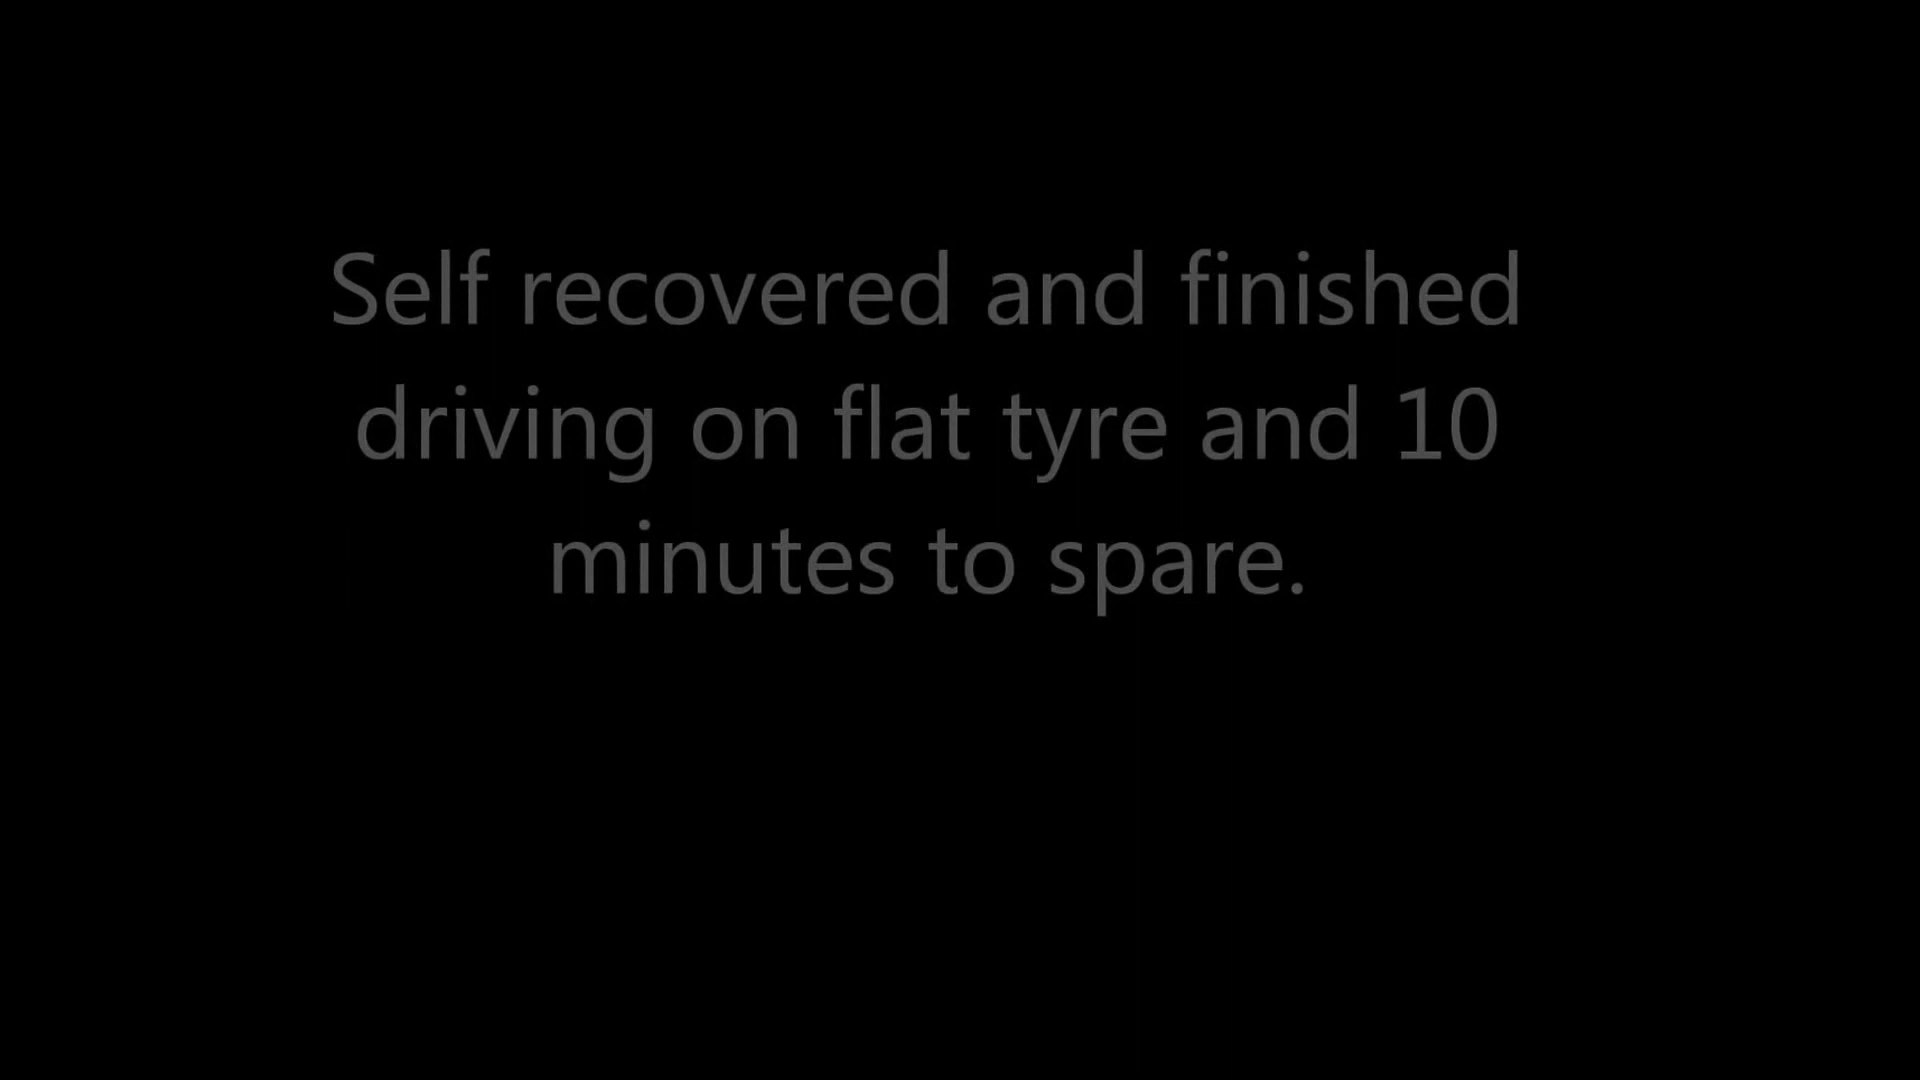 Self recovered and finished
driving on flat tyre and 10
minutes to spare.